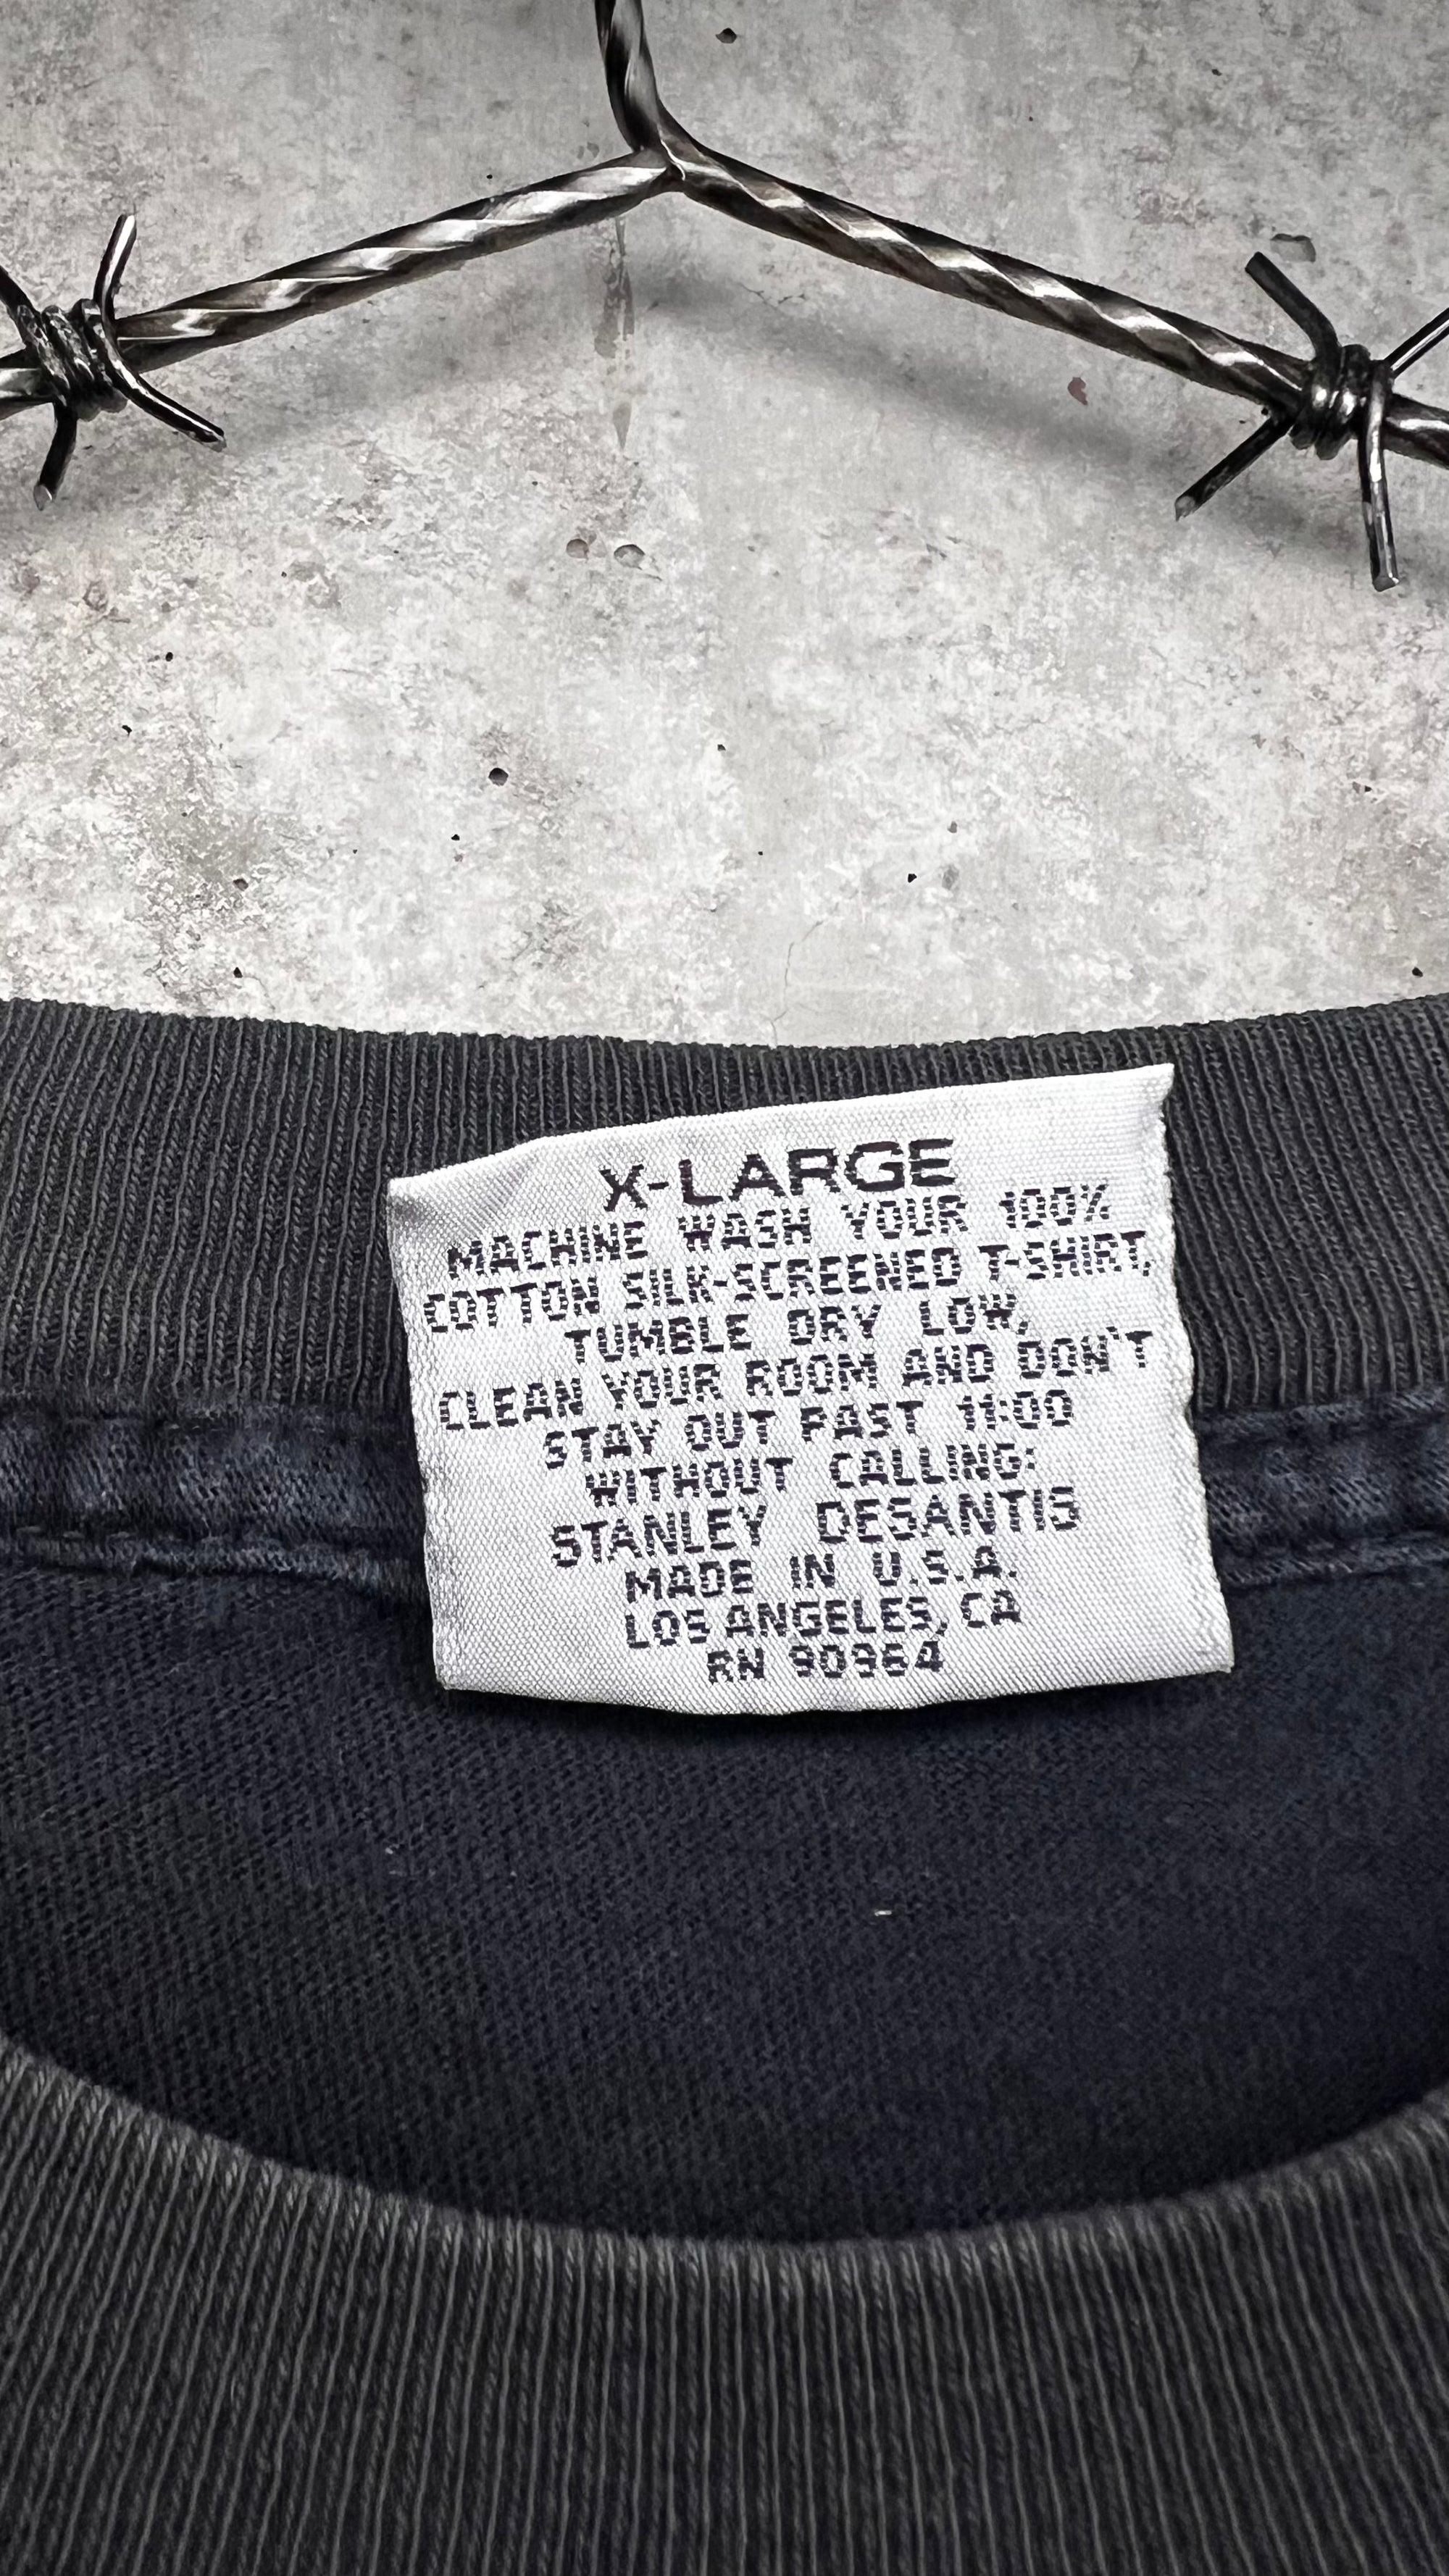 X-LARGE
MACHINE WASH YOUR 100%
COTTON SILK-SCREENED T-SHIRT,
TUMBLE DRY LOW,
CLEAN YOUR ROOM AND DON'T
STAY OUT PAST 11:00
WITHOUT CALLING:
STANLEY DESANTIS
MADE IN U.S.A.
LOS ANGELES, CA
RN 90964